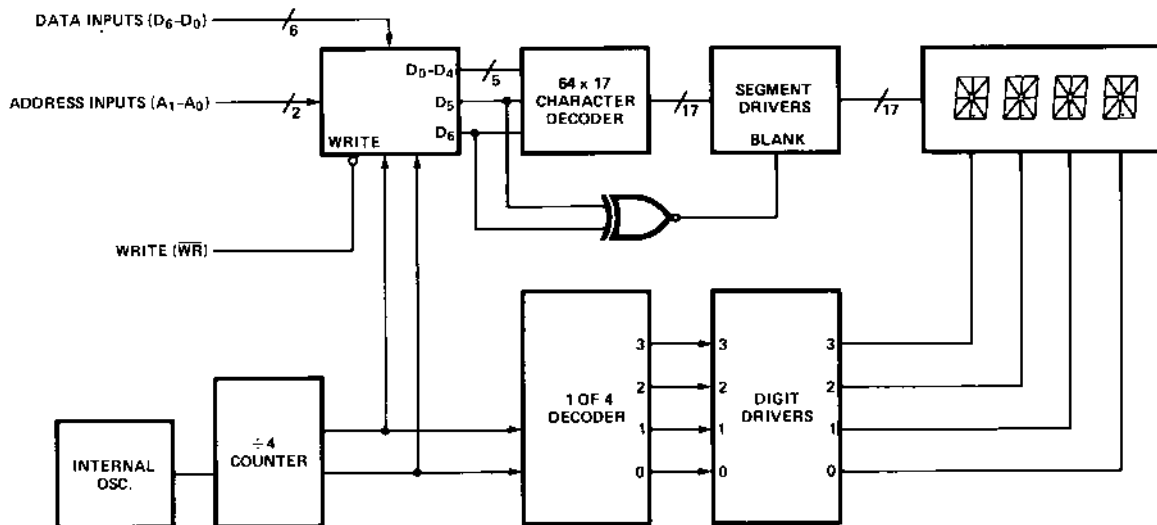 DATA INPUTS (D6–D0)
6
ADDRESS INPUTS (A1–A0)
2
D0–D4
5
D5
D6
WRITE
64 x 17
CHARACTER
DECODER
17
SEGMENT
DRIVERS
BLANK
17
WRITE (WR)
INTERNAL
OSC.
÷4
COUNTER
1 OF 4
DECODER
3
2
1
0
3
2
1
0
DIGIT
DRIVERS
3
2
1
0